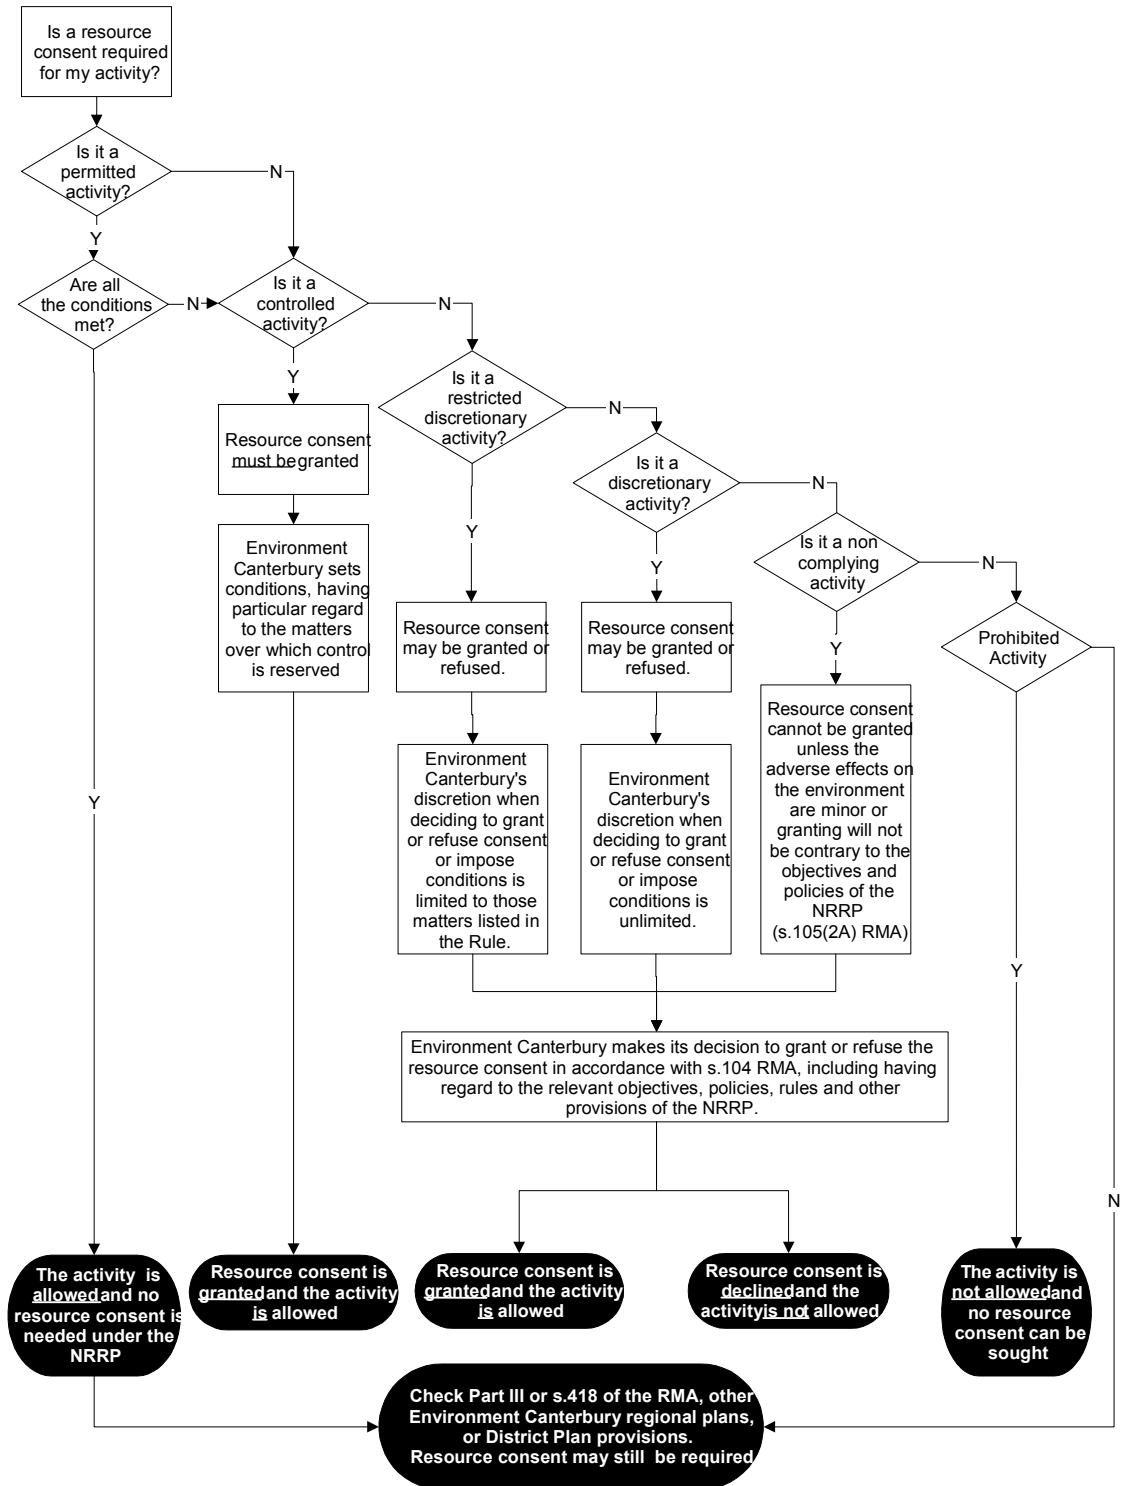 Is a resource
consent required
for my activity?
Is it a
permitted
activity?
N
Y
Are all
the conditions
met?
N
Is it a
controlled
activity?
N
Y
Is it a
restricted
discretionary
activity?
N
Resource consent
must be granted
Is it a
discretionary
activity?
N
Y
Environment
Canterbury sets
conditions, having
particular regard
to the matters
over which control
is reserved
Is it a non
complying
activity
N
Y
Resource consent
may be granted or
refused.
Resource consent
may be granted or
refused.
Y
Prohibited
Activity
Resource consent
cannot be granted
unless the
adverse effects on
the environment
are minor or
granting will not
be contrary to the
objectives and
policies of the
NRRP
(s.105(2A) RMA)
Environment
Canterbury's
discretion when
deciding to grant
or refuse consent
or impose
conditions is
limited to those
matters listed in
the Rule.
Environment
Canterbury's
discretion when
deciding to grant
or refuse consent
or impose
conditions is
unlimited.
Y
Y
Environment Canterbury makes its decision to grant or refuse the
resource consent in accordance with s.104 RMA, including having
regard to the relevant objectives, policies, rules and other
provisions of the NRRP.
N
The activity is
allowed and no
resource consent is
needed under the
NRRP
Resource consent is
granted and the activity
is allowed
Resource consent is
granted and the activity
is allowed
Resource consent is
declined and the
activity is not allowed
The activity is
not allowed and
no resource
consent can be
sought
Check Part III or s.418 of the RMA, other
Environment Canterbury regional plans,
or District Plan provisions.
Resource consent may still be required